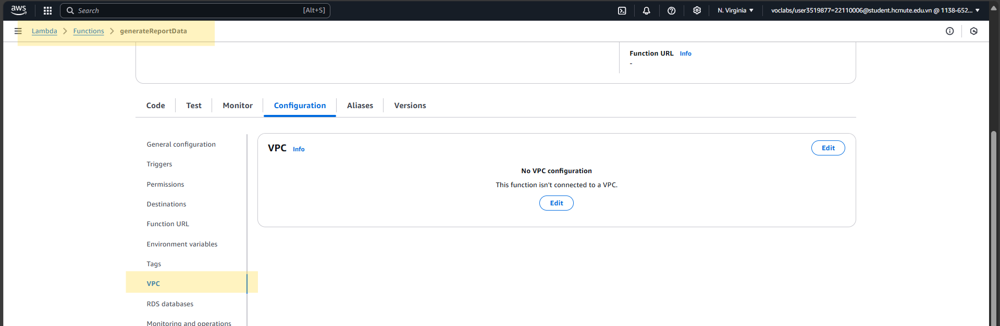 aws Search [Alt+S] N. Virginia voclabs/user3519877=22110006@student.hcmute.edu.vn @ 1138-652...
Lambda Functions generateReportData
Function URL Info
-
Code Test Monitor Configuration Aliases Versions
General configuration
Triggers
Permissions
Destinations
Function URL
Environment variables
Tags
VPC
RDS databases
Monitoring and operations
VPC Info Edit
No VPC configuration
This function isn't connected to a VPC.
Edit